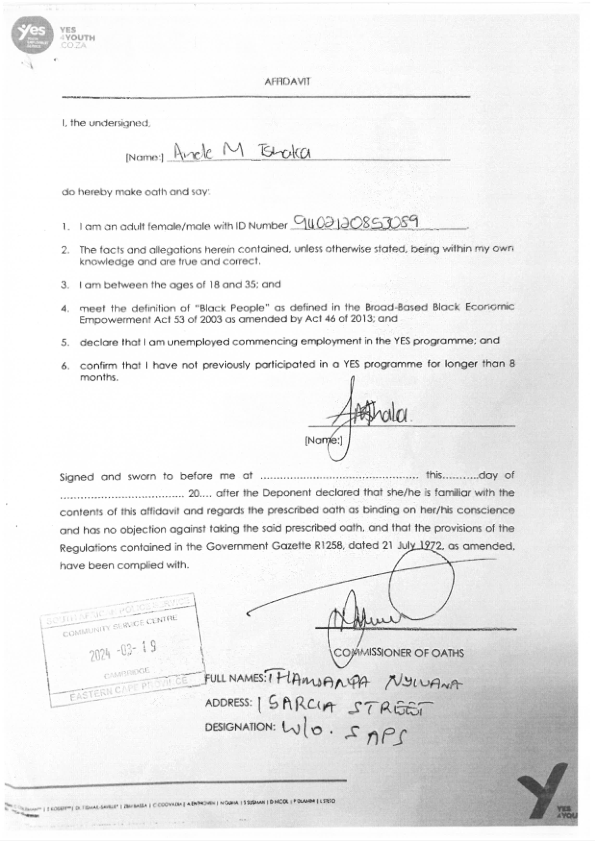 Yes
YES
4YOUTH
.CO.ZA
AFFIDAVIT
I, the undersigned,
[Name:] Anele M Tshaka
do hereby make oath and say:
1. I am an adult female/male with ID Number 9402120853089
2. The facts and allegations herein contained, unless otherwise stated, being within my own
knowledge and are true and correct.
3. I am between the ages of 18 and 35; and
4. meet the definition of "Black People" as defined in the Broad-Based Black Economic
Empowerment Act 53 of 2003 as amended by Act 46 of 2013; and
5. declare that I am unemployed commencing employment in the YES programme; and
6. confirm that I have not previously participated in a YES programme for longer than 8
months.
[Name:]
Signed and sworn to before me at ............................................... this...........day of
..................................... 20.... after the Deponent declared that she/he is familiar with the
contents of this affidavit and regards the prescribed oath as binding on her/his conscience
and has no objection against taking the said prescribed oath, and that the provisions of the
Regulations contained in the Government Gazette R1258, dated 21 July 1972, as amended,
have been complied with.
SOUTH AFRICAN POLICE SERVICE
COMMUNITY SERVICE CENTRE
2024 -03- 19
CAMBRIDGE
EASTERN CAPE PROVINCE
COMMISSIONER OF OATHS
FULL NAMES: THANDANPA NYWANA
ADDRESS: 1 GARCIA STREET
DESIGNATION: W/O. SAPS
YES
4YOUTH